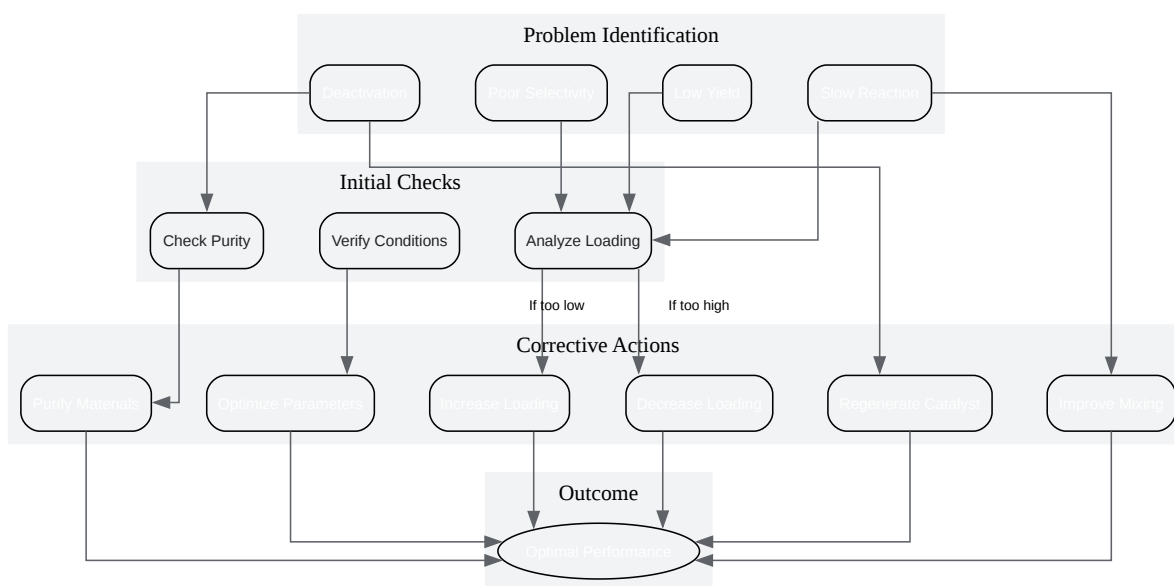 Problem Identification
Deactivation
Poor Selectivity
Low Yield
Slow Reaction
Initial Checks
Check Purity
Verify Conditions
Analyze Loading
If too low
If too high
Corrective Actions
Purify Materials
Optimize Parameters
Increase Loading
Decrease Loading
Regenerate Catalyst
Improve Mixing
Outcome
Optimal Performance